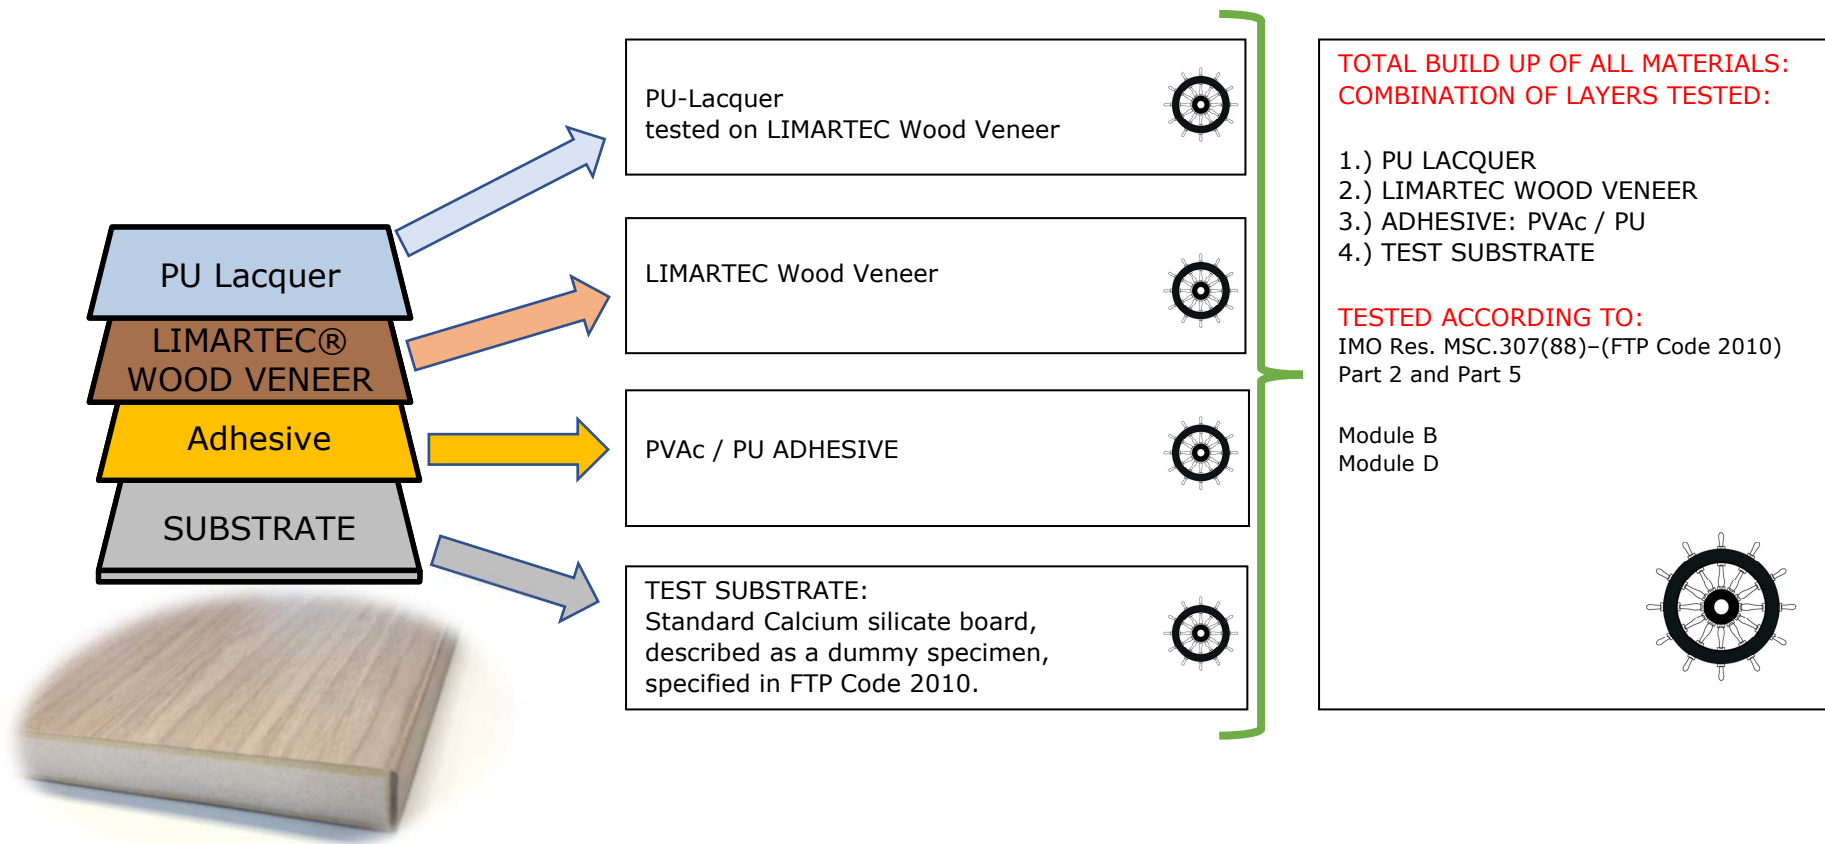 PU Lacquer
LIMARTEC®
WOOD VENEER
Adhesive
SUBSTRATE
PU-Lacquer
tested on LIMARTEC Wood Veneer
LIMARTEC Wood Veneer
PVAc / PU ADHESIVE
TEST SUBSTRATE:
Standard Calcium silicate board,
described as a dummy specimen,
specified in FTP Code 2010.
TOTAL BUILD UP OF ALL MATERIALS:
COMBINATION OF LAYERS TESTED:
1.) PU LACQUER
2.) LIMARTEC WOOD VENEER
3.) ADHESIVE: PVAc / PU
4.) TEST SUBSTRATE
TESTED ACCORDING TO:
IMO Res. MSC.307(88)–(FTP Code 2010)
Part 2 and Part 5
Module B
Module D